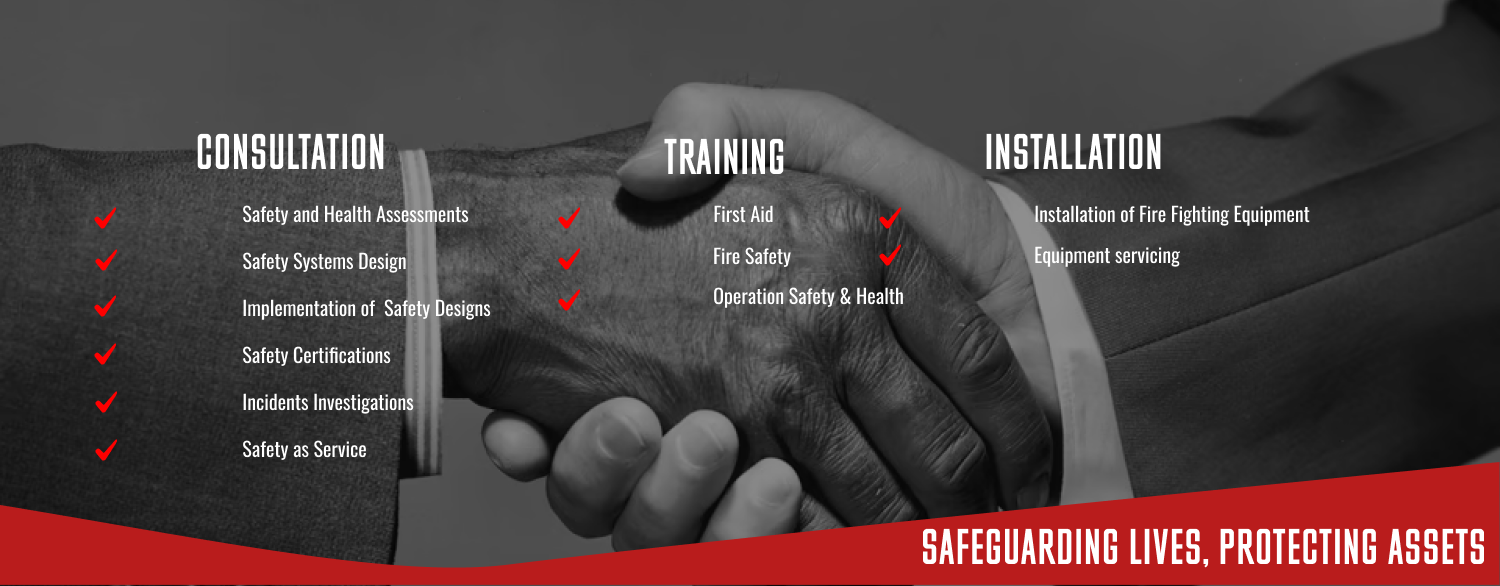 CONSULTATION
Safety and Health Assessments
Safety Systems Design
Implementation of  Safety Designs
Safety Certifications
Incidents Investigations
Safety as Service
TRAINING
First Aid
Fire Safety
Operation Safety & Health
INSTALLATION
Installation of Fire Fighting Equipment
Equipment servicing
SAFEGUARDING LIVES, PROTECTING ASSETS